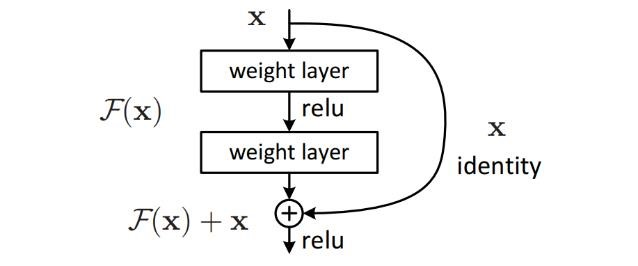 x
weight layer
relu
F(x)
x
weight layer
identity
F(x) + x
+
relu